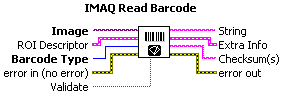 IMAQ Read Barcode
Image
ROI Descriptor
Barcode Type
error in (no error)
Validate
String
Extra Info
Checksum(s)
error out